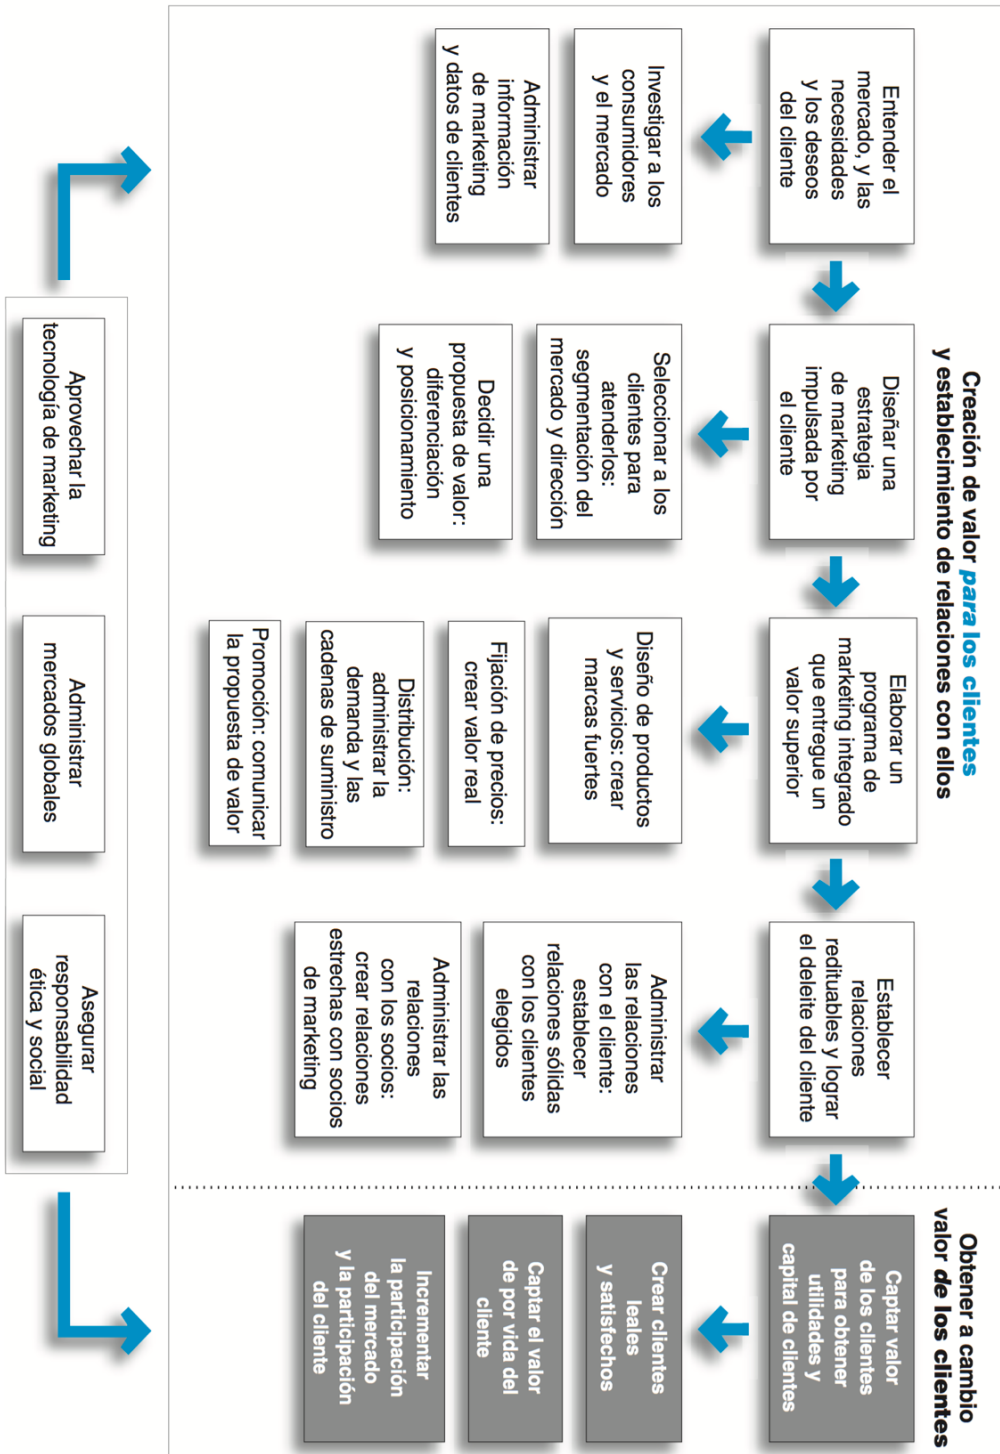 Creación de valor para los clientes
y establecimiento de relaciones con ellos
Obtener a cambio
valor de los clientes
Entender el
mercado, y las
necesidades
y los deseos
del cliente
Diseñar una
estrategia
de marketing
impulsada por
el cliente
Elaborar un
programa de
marketing integrado
que entregue un
valor superior
Establecer
relaciones
redituables y lograr
el deleite del cliente
Captar valor
de los clientes
para obtener
utilidades y
capital de clientes
Investigar a los
consumidores
y el mercado
Administrar
información
de marketing
y datos de clientes
Seleccionar a los
clientes para
atenderlos:
segmentación del
mercado y dirección
Decidir una
propuesta de valor:
diferenciación
y posicionamiento
Diseño de productos
y servicios: crear
marcas fuertes
Fijación de precios:
crear valor real
Distribución:
administrar la
demanda y las
cadenas de suministro
Promoción: comunicar
la propuesta de valor
Administrar
las relaciones
con el cliente:
establecer
relaciones sólidas
con los clientes
elegidos
Administrar las
relaciones
con los socios:
crear relaciones
estrechas con socios
de marketing
Crear clientes
leales
y satisfechos
Captar el valor
de por vida del
cliente
Incrementar
la participación
del mercado
y la participación
del cliente
Aprovechar la
tecnología de marketing
Administrar
mercados globales
Asegurar
responsabilidad
ética y social